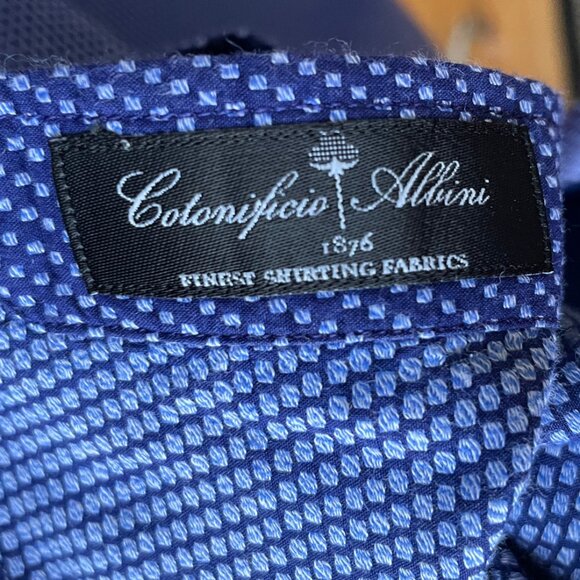 Cotonificio Albini
1876
FINEST SHIRTING FABRICS